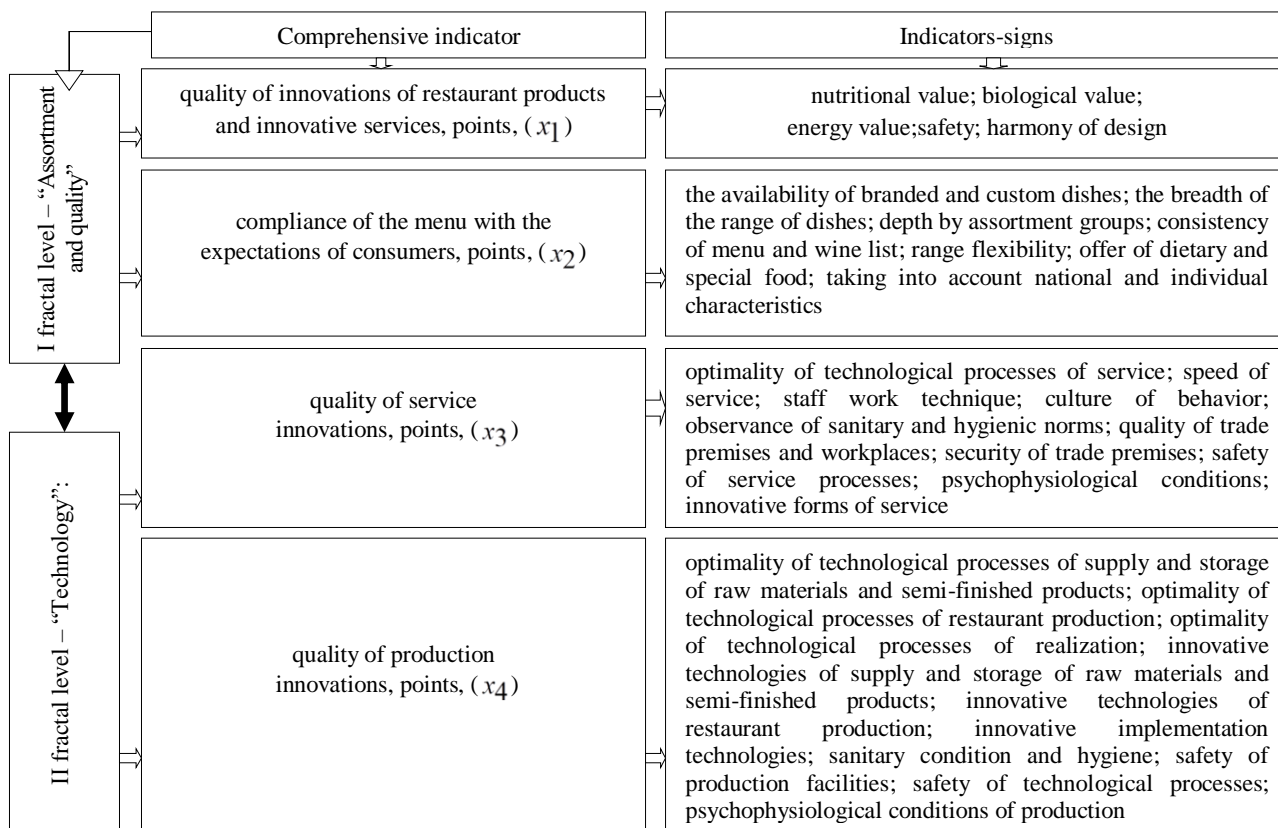 Comprehensive indicator
Indicators-signs
I fractal level – “Assortment
and quality”
quality of innovations of restaurant products
and innovative services, points, (x1)
nutritional value; biological value;
energy value;safety; harmony of design
compliance of the menu with the
expectations of consumers, points, (x2)
the availability of branded and custom dishes; the breadth of
the range of dishes; depth by assortment groups; consistency
of menu and wine list; range flexibility; offer of dietary and
special food; taking into account national and individual
characteristics
II fractal level – “Technology”:
quality of service
innovations, points, (x3)
optimality of technological processes of service; speed of
service; staff work technique; culture of behavior;
observance of sanitary and hygienic norms; quality of trade
premises and workplaces; security of trade premises; safety
of service processes; psychophysiological conditions;
innovative forms of service
quality of production
innovations, points, (x4)
optimality of technological processes of supply and storage
of raw materials and semi-finished products; optimality of
technological processes of restaurant production; optimality
of technological processes of realization; innovative
technologies of supply and storage of raw materials and
semi-finished products; innovative technologies of
restaurant production; innovative implementation
technologies; sanitary condition and hygiene; safety of
production facilities; safety of technological processes;
psychophysiological conditions of production